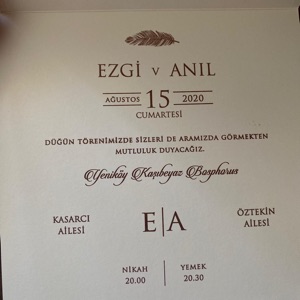 EZGİ v ANIL
AĞUSTOS 15 2020
CUMARTESİ
DÜĞÜN TÖRENİMİZDE SİZLERİ DE ARAMIZDA GÖRMEKTEN
MUTLULUK DUYACAĞIZ.
Yeniköy Kaşıbeyaz Bosphorus
KASARCI
AİLESİ
E|A
ÖZTEKİN
AİLESİ
NİKAH
20.00
YEMEK
20.30